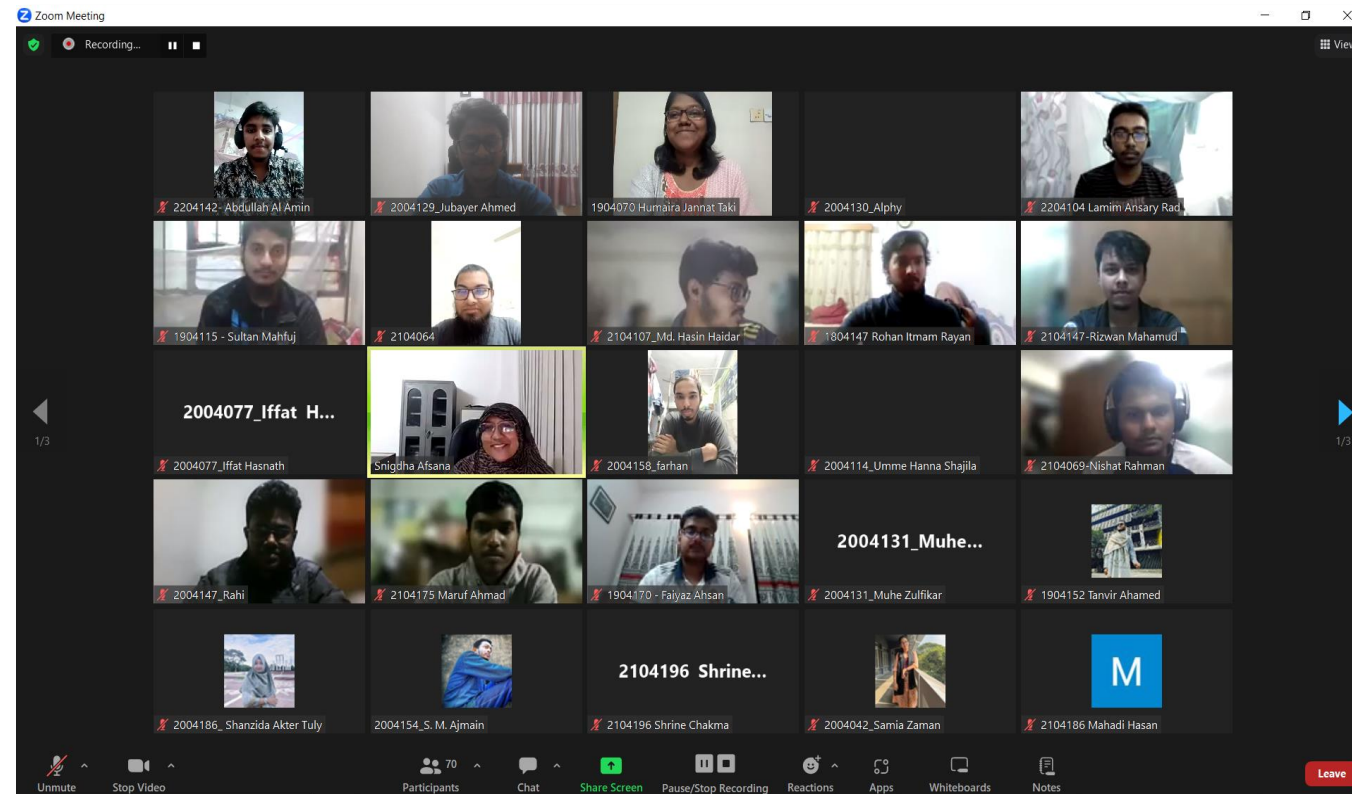 Zoom Meeting
Recording...
View
2204142- Abdullah Al Amin
2004129_Jubayer Ahmed
1904070 Humaira Jannat Taki
2004130_Alphy
2204104 Lamim Ansary Rad
1904115 - Sultan Mahfuj
2104064
2104107_Md. Hasin Haidar
1804147 Rohan Itmam Rayan
2104147-Rizwan Mahamud
2004077_Iffat H...
2004077_Iffat Hasnath
Snigdha Afsana
2004158_farhan
2004114_Umme Hanna Shajila
2104069-Nishat Rahman
1/3
1/3
2004147_Rahi
2104175 Maruf Ahmad
1904170 - Faiyaz Ahsan
2004131_Muhe...
2004131_Muhe Zulfikar
1904152 Tanvir Ahamed
2004186_ Shanzida Akter Tuly
2004154_S. M. Ajmain
2104196 Shrine...
2104196 Shrine Chakma
2004042_Samia Zaman
M
2104186 Mahadi Hasan
Unmute
Stop Video
70
Participants
Chat
Share Screen
Pause/Stop Recording
Reactions
Apps
Whiteboards
Notes
Leave